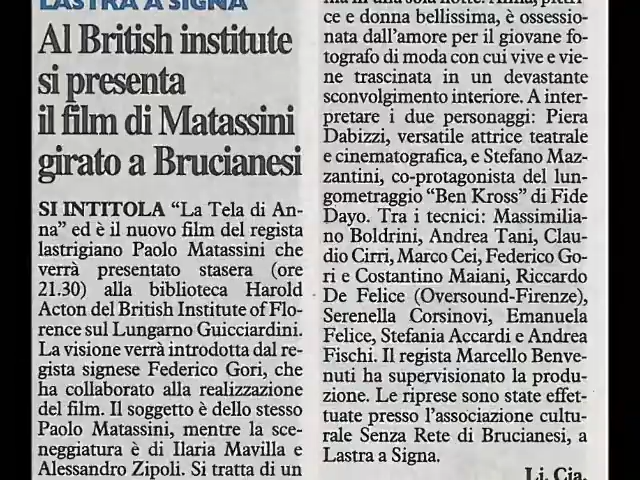 LASTRA A SIGNA
Al British institute
si presenta
il film di Matassini
girato a Brucianesi
SI INTITOLA “La Tela di An-
na” ed è il nuovo film del regista
lastrigiano Paolo Matassini che
verrà presentato stasera (ore
21.30) alla biblioteca Harold
Acton del British Institute of Flo-
rence sul Lungarno Guicciardini.
La visione verrà introdotta dal re-
gista signese Federico Gori, che
ha collaborato alla realizzazione
del film. Il soggetto è dello stesso
Paolo Matassini, mentre la sce-
neggiatura è di Ilaria Mavilla e
Alessandro Zipoli. Si tratta di un
in una sola notte. Anna, pittri-
ce e donna bellissima, è ossessio-
nata dall’amore per il giovane fo-
tografo di moda con cui vive e vie-
ne trascinata in un devastante
sconvolgimento interiore. A inter-
pretare i due personaggi: Piera
Dabizzi, versatile attrice teatrale
e cinematografica, e Stefano Maz-
zantini, co-protagonista del lun-
gometraggio “Ben Kross” di Fide
Dayo. Tra i tecnici: Massimilia-
no Boldrini, Andrea Tani, Clau-
dio Cirri, Marco Cei, Federico Go-
ri e Costantino Maiani, Riccardo
De Felice (Oversound-Firenze),
Serenella Corsinovi, Emanuela
Felice, Stefania Accardi e Andrea
Fischi. Il regista Marcello Benve-
nuti ha supervisionato la produ-
zione. Le riprese sono state effet-
tuate presso l’associazione cultu-
rale Senza Rete di Brucianesi, a
Lastra a Signa.
Li. Cia.